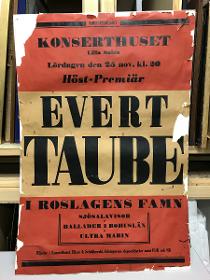 KONSERTHUSET
Lilla Salen
Lördagen den 25 nov. kl. 20
Höst-Premiär
EVERT
TAUBE
I ROSLAGENS FAMN
SJÖSALAVISOR
BALLADER I BOHUSLÄN
ULTRA MARIN